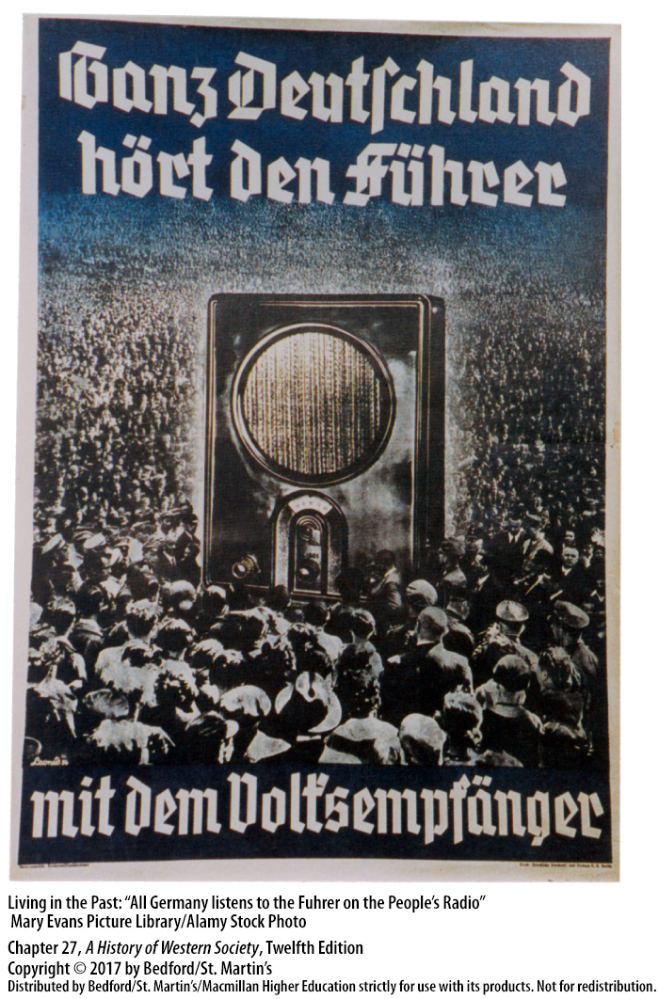 Ganz Deutschland
hört den Führer
mit dem Volksempfänger
Living in the Past: “All Germany listens to the Fuhrer on the People’s Radio”
Mary Evans Picture Library/Alamy Stock Photo
Chapter 27, A History of Western Society, Twelfth Edition
Copyright © 2017 by Bedford/St. Martin’s
Distributed by Bedford/St. Martin’s/Macmillan Higher Education strictly for use with its products. Not for redistribution.